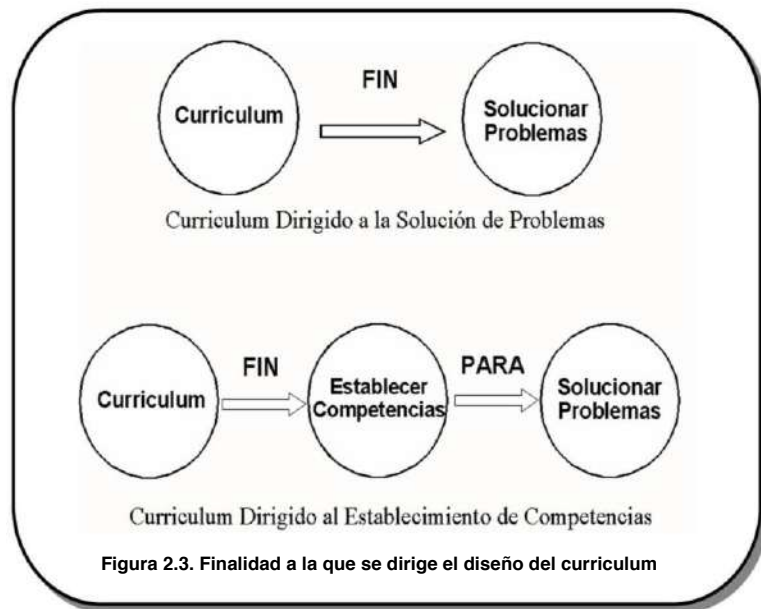 FIN
Curriculum
Solucionar
Problemas
Curriculum Dirigido a la Solución de Problemas
FIN
PARA
Curriculum
Establecer
Competencias
Solucionar
Problemas
Curriculum Dirigido al Establecimiento de Competencias
Figura 2.3. Finalidad a la que se dirige el diseño del curriculum